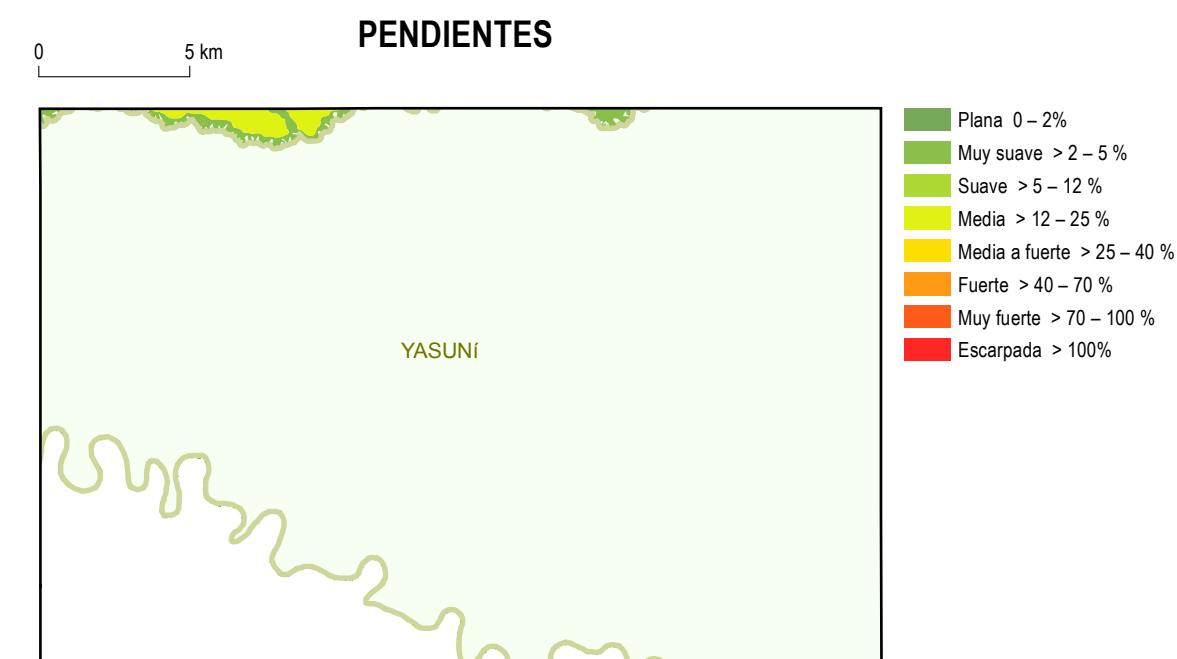 PENDIENTES
0 5 km
Plana 0 – 2%
Muy suave > 2 – 5 %
Suave > 5 – 12 %
Media > 12 – 25 %
Media a fuerte > 25 – 40 %
Fuerte > 40 – 70 %
Muy fuerte > 70 – 100 %
Escarpada > 100%
YASUNí